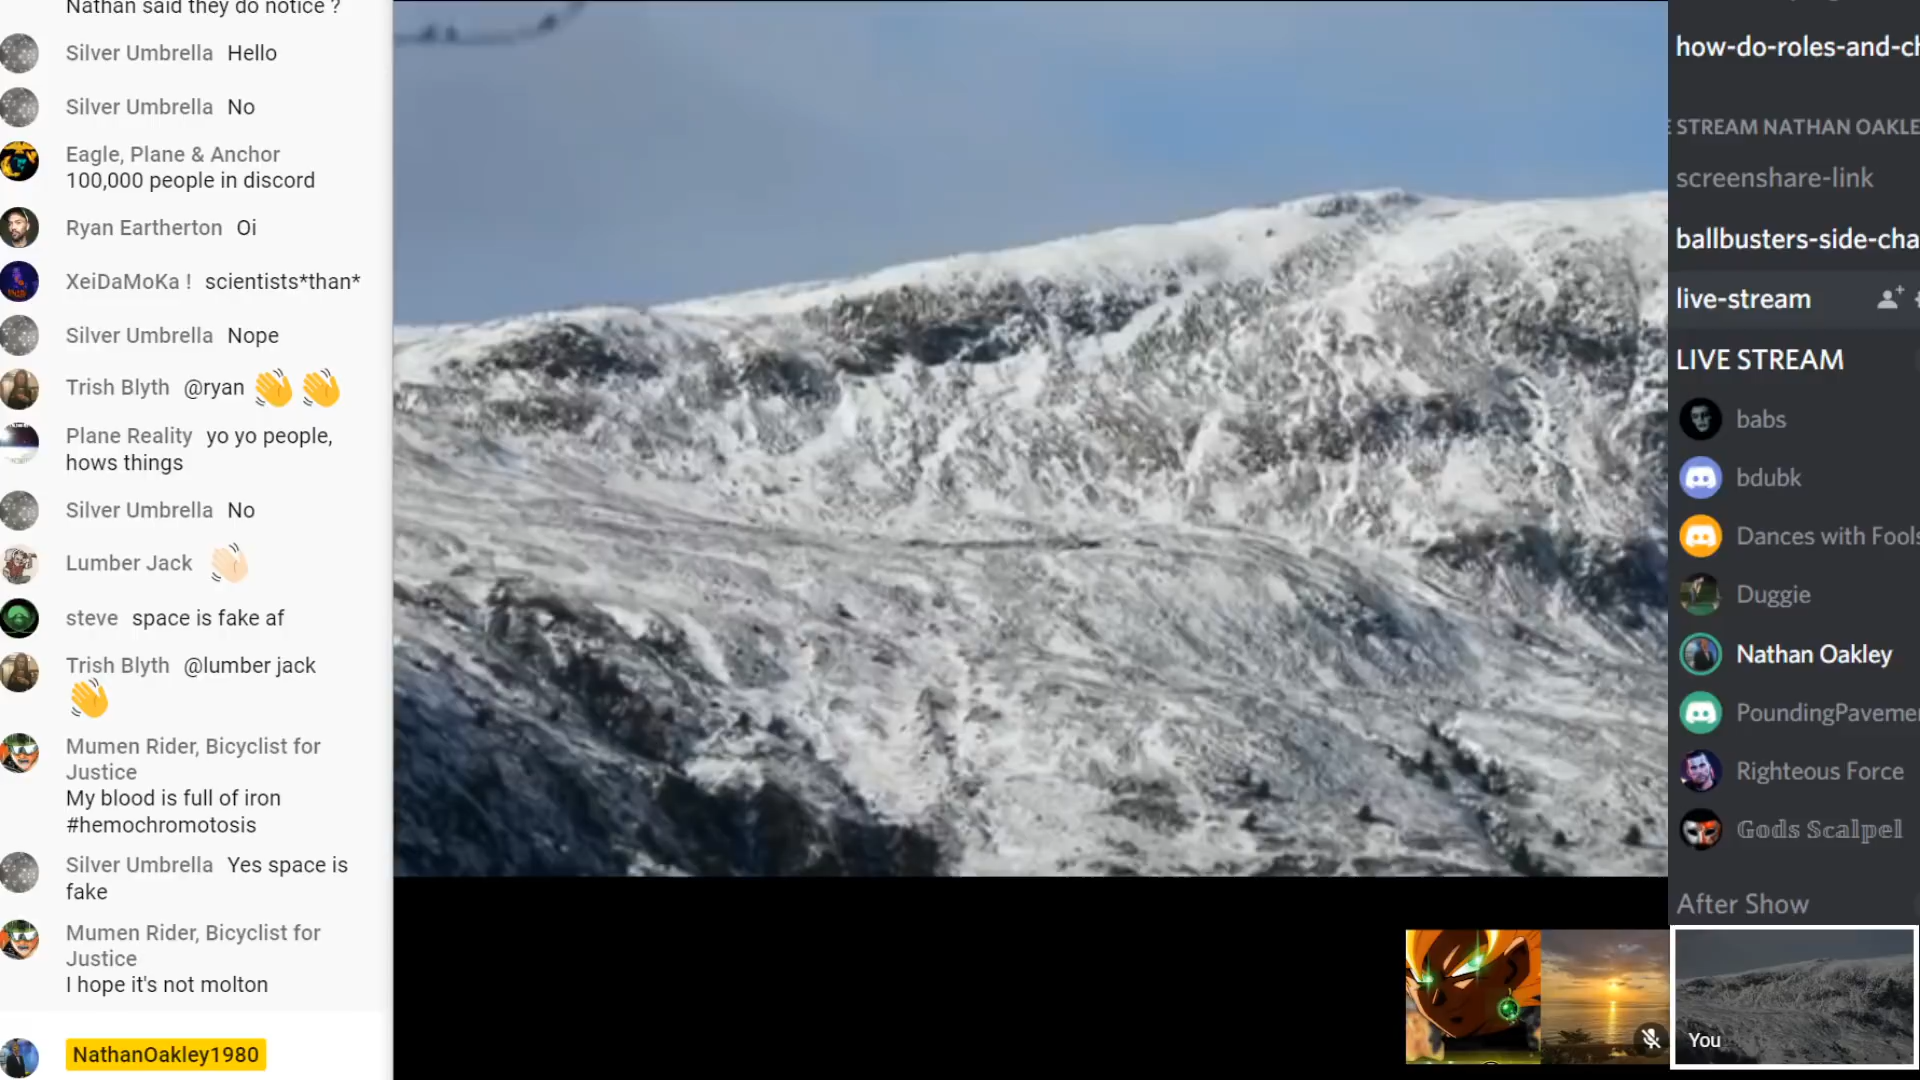 Nathan said they do notice ?
Silver Umbrella Hello
Silver Umbrella No
Eagle, Plane & Anchor
100,000 people in discord
Ryan Eartherton Oi
XeiDaMoKa ! scientists*than*
Silver Umbrella Nope
Trish Blyth @ryan 👋 👋
Plane Reality yo yo people,
hows things
Silver Umbrella No
Lumber Jack 👋🏻
steve space is fake af
Trish Blyth @lumber jack
👋
Mumen Rider, Bicyclist for
Justice
My blood is full of iron
#hemochromotosis
Silver Umbrella Yes space is
fake
Mumen Rider, Bicyclist for
Justice
I hope it's not molton
NathanOakley1980
how-do-roles-and-ch
E STREAM NATHAN OAKLE
screenshare-link
ballbusters-side-cha
live-stream
LIVE STREAM
babs
bdubk
Dances with Fools
Duggie
Nathan Oakley
PoundingPavemen
Righteous Force
Gods Scalpel
After Show
You